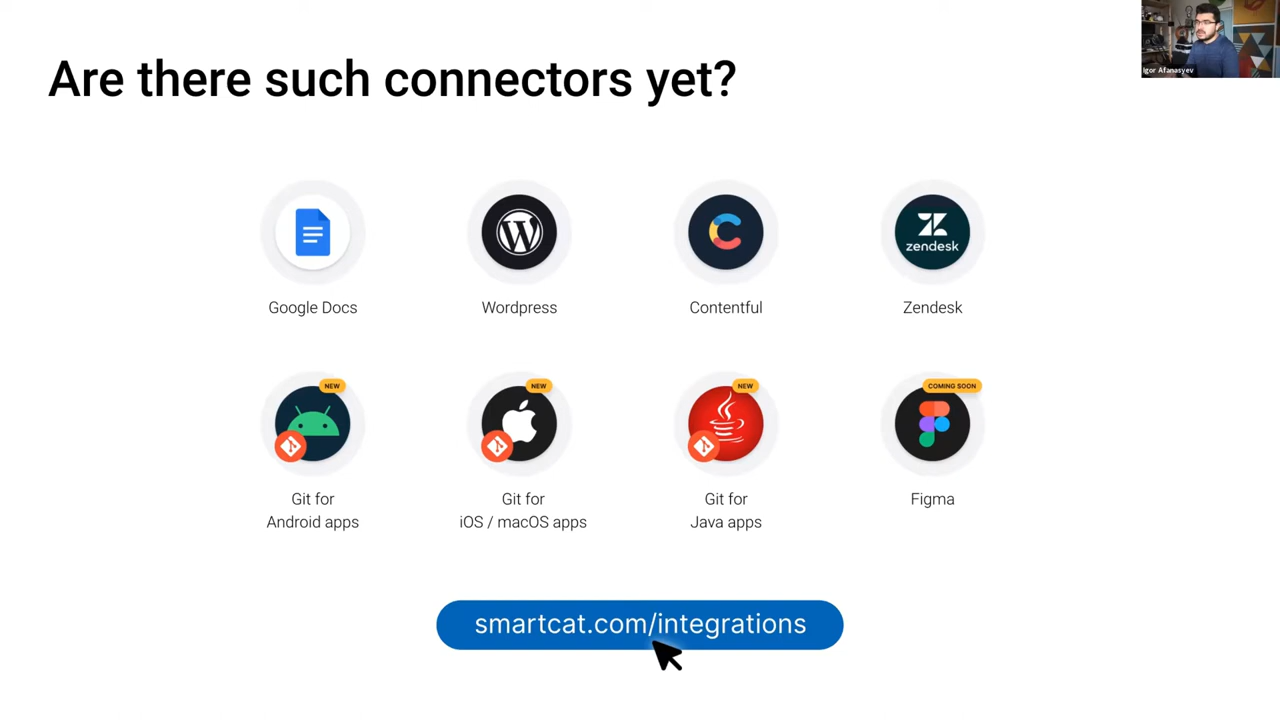 Igor Afanasyev
Are there such connectors yet?
zendesk
Google Docs
Wordpress
Contentful
Zendesk
NEW
NEW
NEW
COMING SOON
Git for
Android apps
Git for
iOS / macOS apps
Git for
Java apps
Figma
smartcat.com/integrations